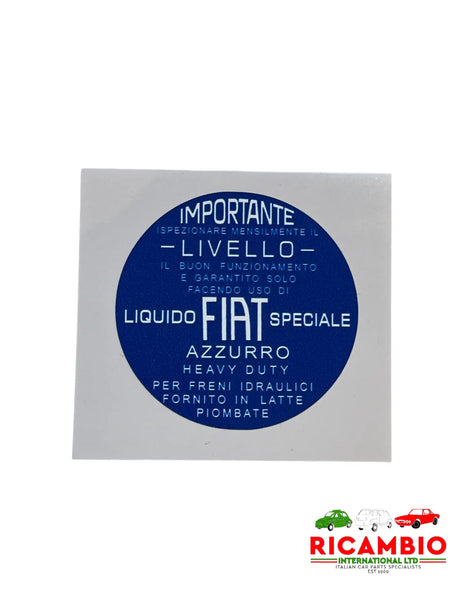 IMPORTANTE
ISPEZIONARE MENSILMENTE IL
–LIVELLO–
IL BUON FUNZIONAMENTO
E GARANTITO SOLO
FACENDO USO DI
LIQUIDO FIAT SPECIALE
AZZURRO
HEAVY DUTY
PER FRENI IDRAULICI
FORNITO IN LATTE
PIOMBATE
RICAMBIO
INTERNATIONAL LTD
ITALIAN CAR PARTS SPECIALISTS